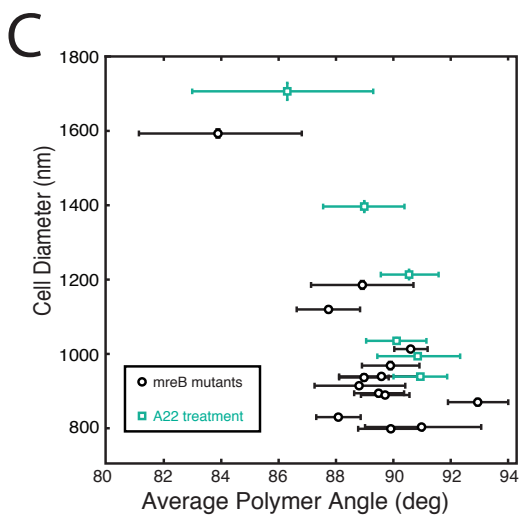 C
1800
1600
1400
1200
1000
800
Cell Diameter (nm)
mreB mutants
A22 treatment
80 82 84 86 88 90 92 94
Average Polymer Angle (deg)